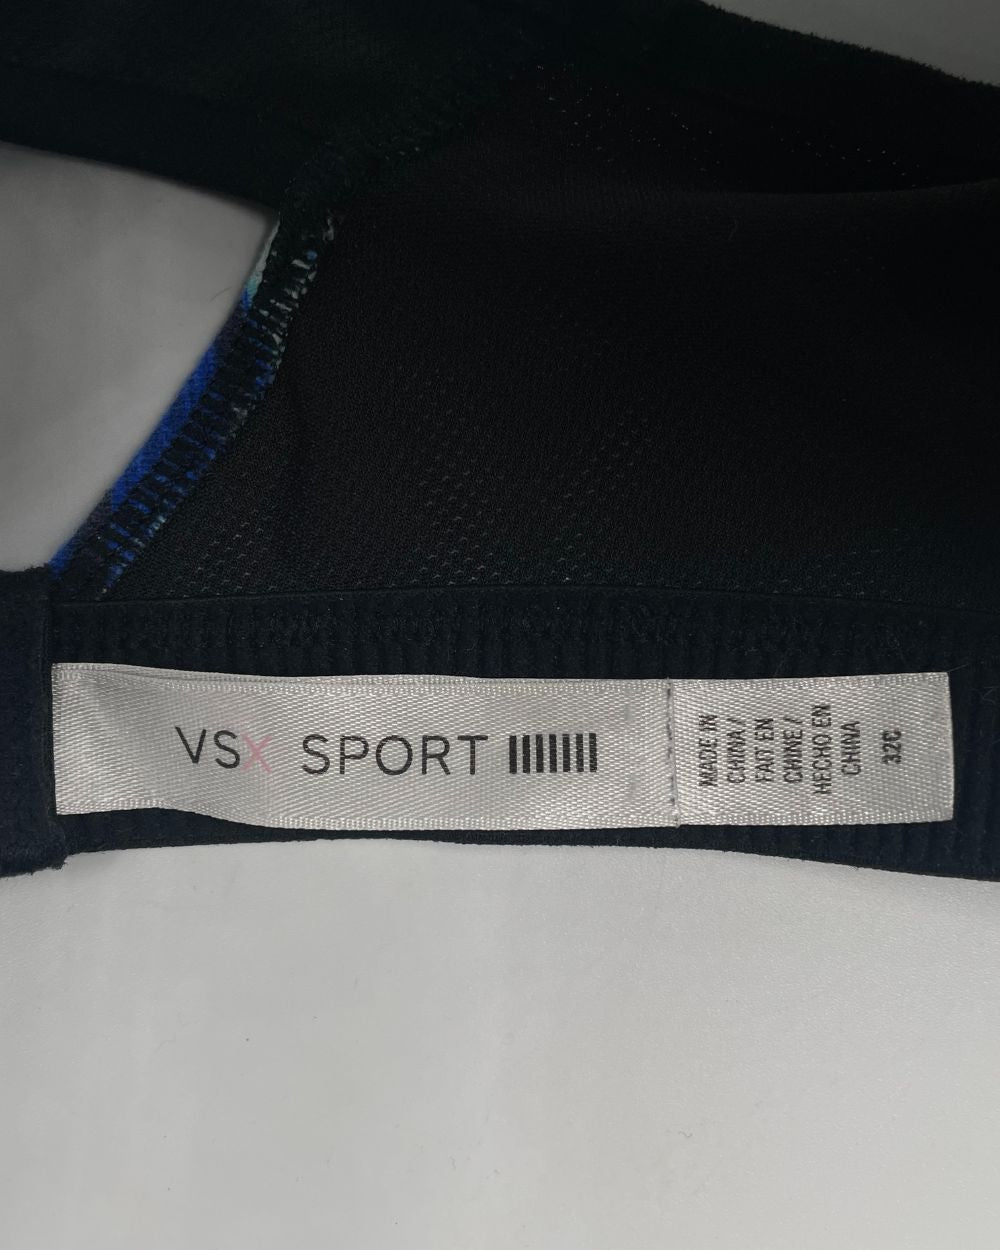 VSX SPORT
MADE IN
CHINA/
FAIT EN
CHINE/
HECHO EN
CHINA
32C